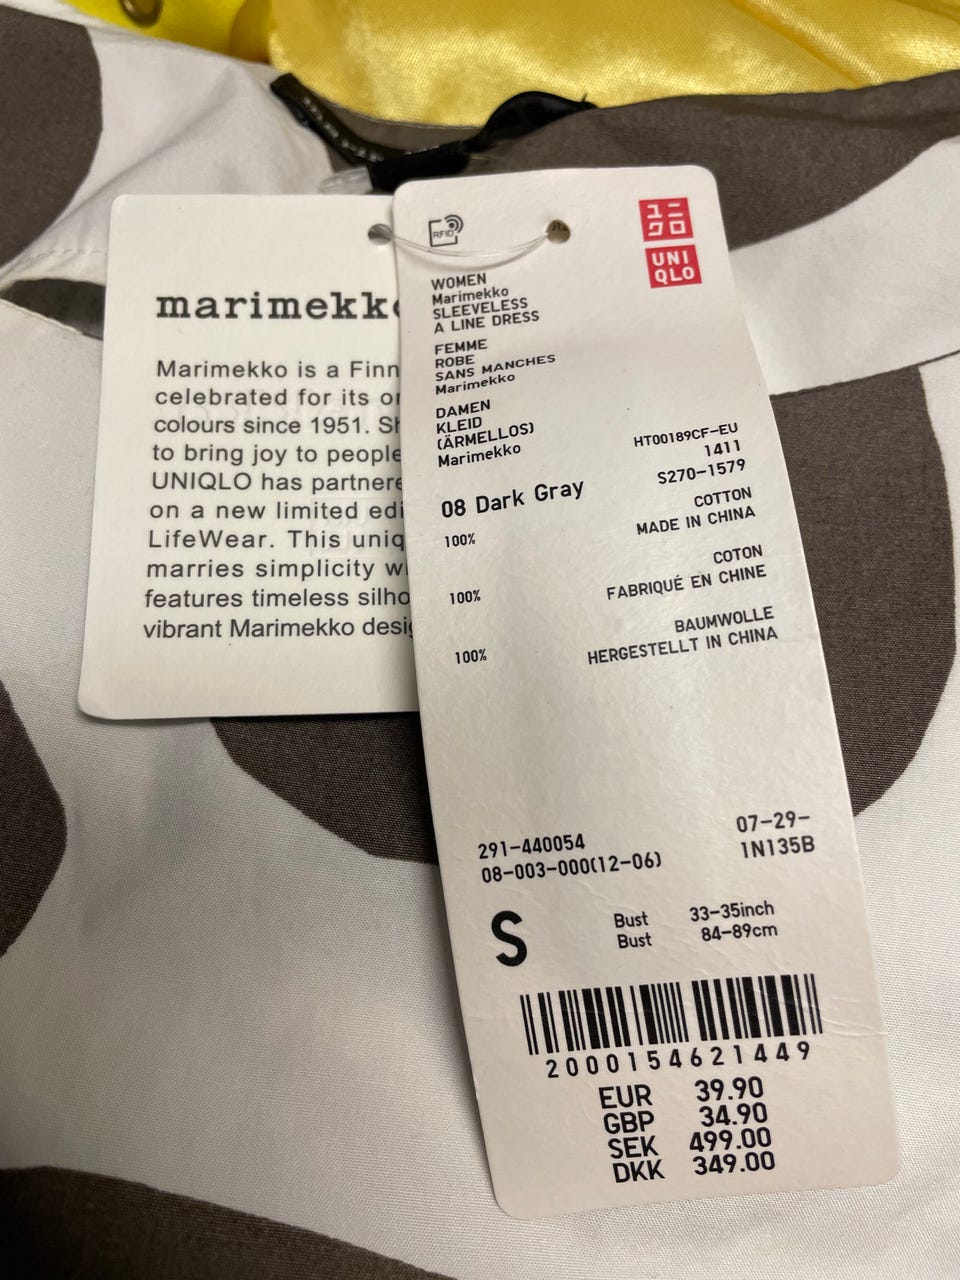 marimekko
Marimekko is a Finn
celebrated for its or
colours since 1951. Sh
to bring joy to people
UNIQLO has partnere
on a new limited edi
LifeWear. This uniq
marries simplicity wi
features timeless silho
vibrant Marimekko desig
RFID
ユニ
クロ
UNI
QLO
WOMEN
Marimekko
SLEEVELESS
A LINE DRESS
FEMME
ROBE
SANS MANCHES
Marimekko
DAMEN
KLEID
(ÄRMELLOS)
Marimekko
HT00189CF-EU
1411
S270-1579
08 Dark Gray
COTTON
100% MADE IN CHINA
COTON
100% FABRIQUÉ EN CHINE
BAUMWOLLE
100% HERGESTELLT IN CHINA
291-440054 07-29-
08-003-000(12-06) 1N135B
S
Bust 33-35inch
Bust 84-89cm
2000154621449
EUR 39.90
GBP 34.90
SEK 499.00
DKK 349.00